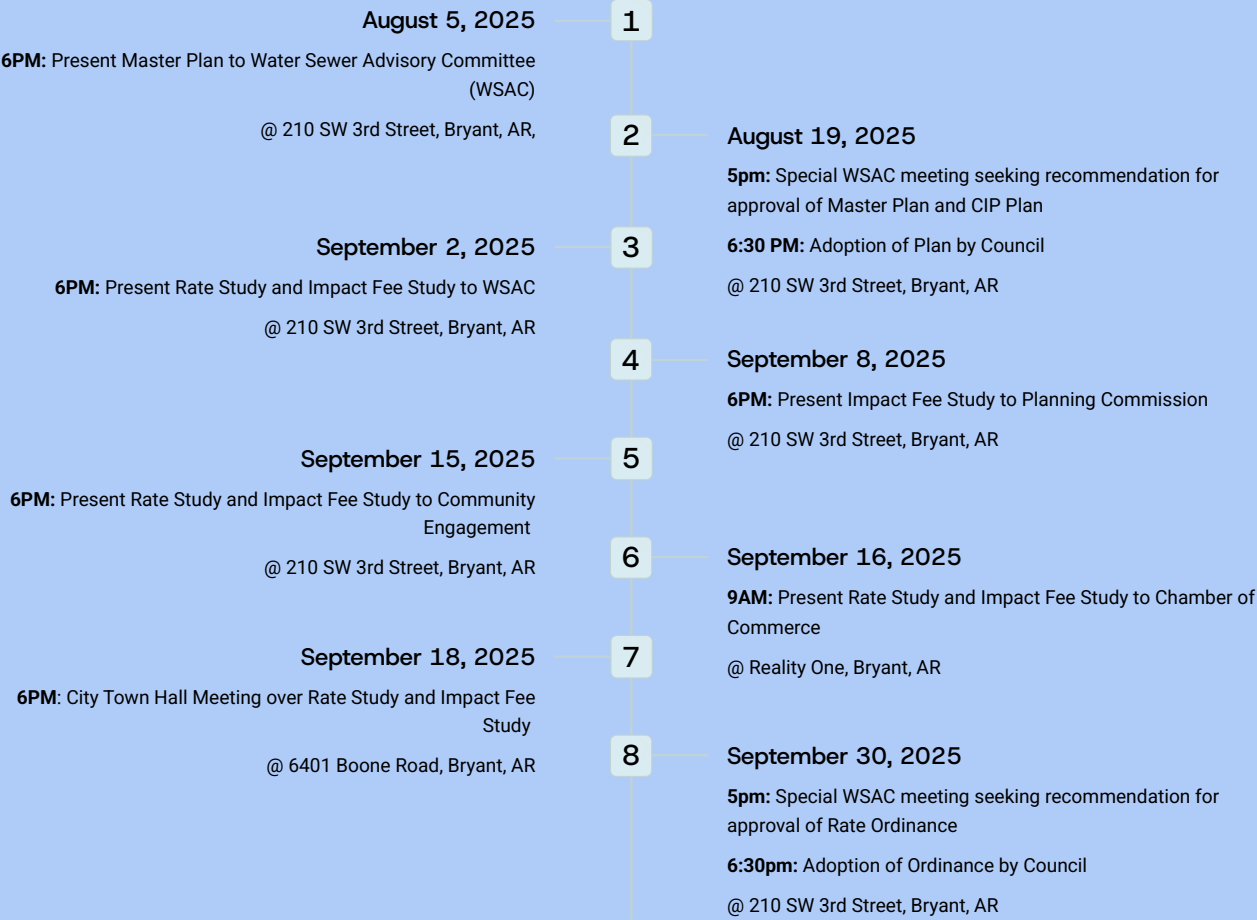 August 5, 2025
1
6PM: Present Master Plan to Water Sewer Advisory Committee
(WSAC)
@ 210 SW 3rd Street, Bryant, AR,
2
August 19, 2025
5pm: Special WSAC meeting seeking recommendation for
approval of Master Plan and CIP Plan
6:30 PM: Adoption of Plan by Council
@ 210 SW 3rd Street, Bryant, AR
September 2, 2025
3
6PM: Present Rate Study and Impact Fee Study to WSAC
@ 210 SW 3rd Street, Bryant, AR
4
September 8, 2025
6PM: Present Impact Fee Study to Planning Commission
@ 210 SW 3rd Street, Bryant, AR
September 15, 2025
5
6PM: Present Rate Study and Impact Fee Study to Community
Engagement
@ 210 SW 3rd Street, Bryant, AR
6
September 16, 2025
9AM: Present Rate Study and Impact Fee Study to Chamber of
Commerce
@ Reality One, Bryant, AR
September 18, 2025
7
6PM: City Town Hall Meeting over Rate Study and Impact Fee
Study
@ 6401 Boone Road, Bryant, AR
8
September 30, 2025
5pm: Special WSAC meeting seeking recommendation for
approval of Rate Ordinance
6:30pm: Adoption of Ordinance by Council
@ 210 SW 3rd Street, Bryant, AR